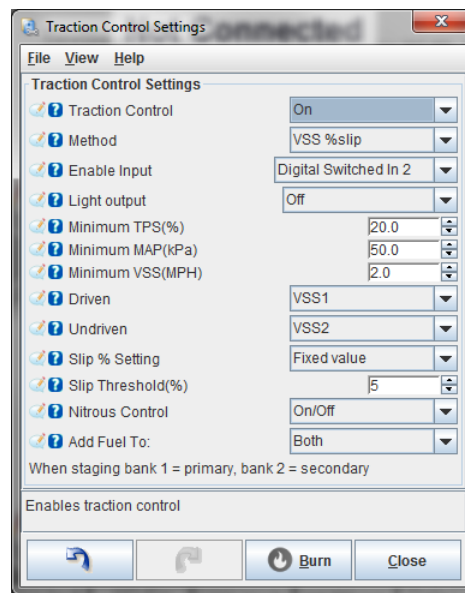 Traction Control Settings
Connected
File View Help
Traction Control Settings
Traction Control On
Method VSS %slip
Enable Input Digital Switched In 2
Light output Off
Minimum TPS(%) 20.0
Minimum MAP(kPa) 50.0
Minimum VSS(MPH) 2.0
Driven VSS1
Undriven VSS2
Slip % Setting Fixed value
Slip Threshold(%) 5
Nitrous Control On/Off
Add Fuel To: Both
When staging bank 1 = primary, bank 2 = secondary
Enables traction control
Burn Close